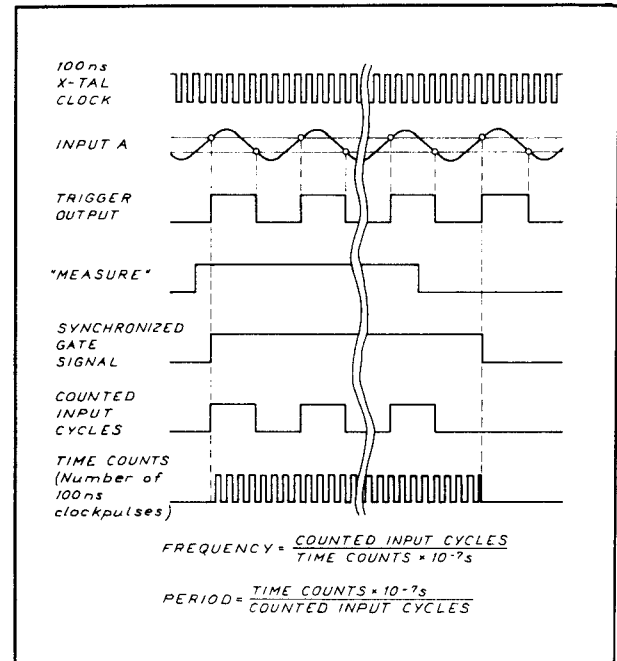 100ns
X-TAL
CLOCK
INPUT A
TRIGGER
OUTPUT
"MEASURE"
SYNCHRONIZED
GATE
SIGNAL
COUNTED
INPUT
CYCLES
TIME COUNTS
(Number of
100ns
clockpulses)
FREQUENCY = COUNTED INPUT CYCLES
TIME COUNTS × 10⁻⁷s
PERIOD = TIME COUNTS × 10⁻⁷s
COUNTED INPUT CYCLES